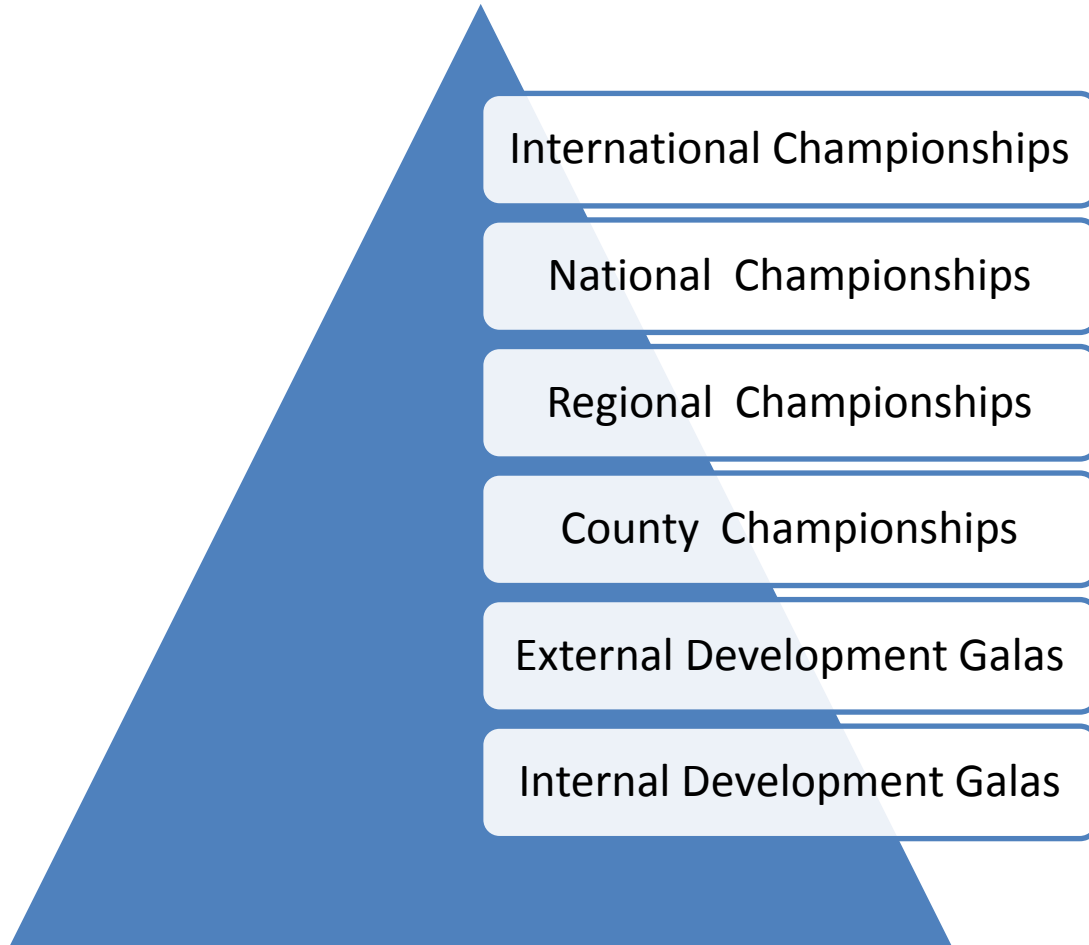 International Championships
National  Championships
Regional  Championships
County  Championships
External Development Galas
Internal Development Galas